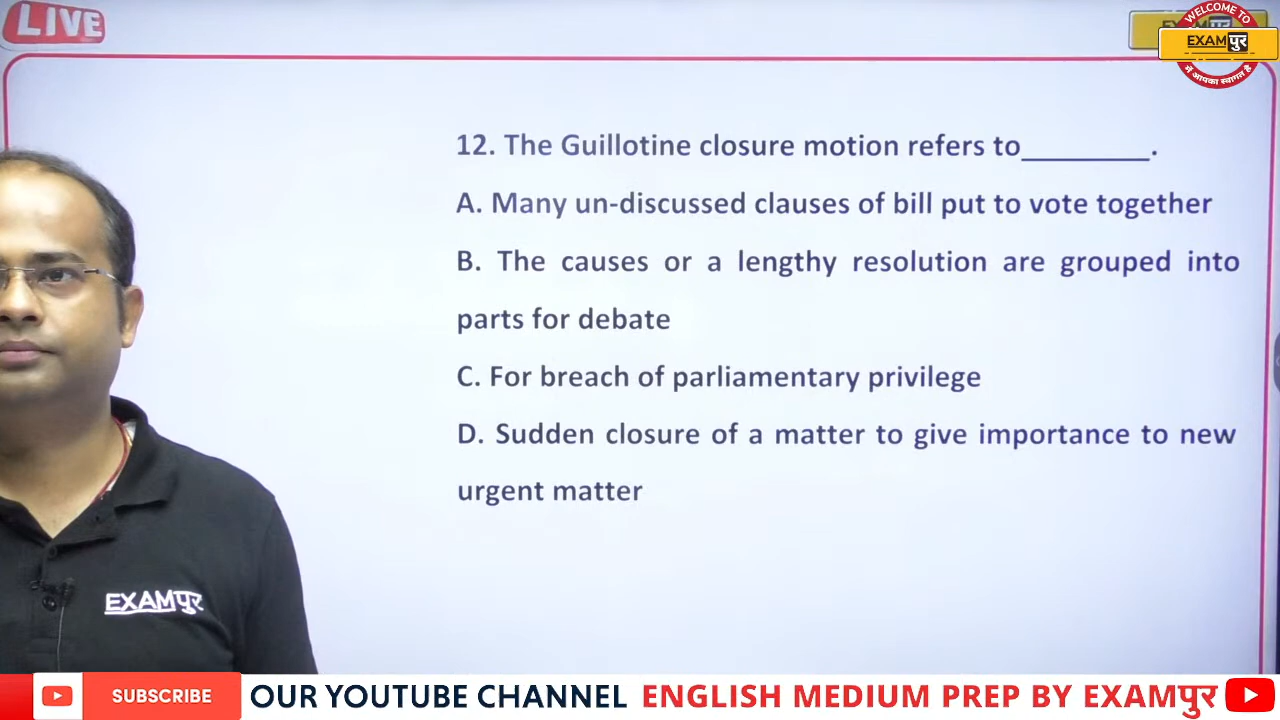 LIVE
WELCOME TO
EXAMपुर
में आपका स्वागत है
12. The Guillotine closure motion refers to________.
A. Many un-discussed clauses of bill put to vote together
B. The causes or a lengthy resolution are grouped into
parts for debate
C. For breach of parliamentary privilege
D. Sudden closure of a matter to give importance to new
urgent matter
EXAMपुर
SUBSCRIBE
OUR YOUTUBE CHANNEL ENGLISH MEDIUM PREP BY EXAMपुर